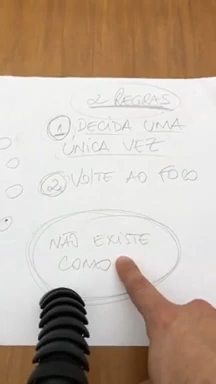 2 REGRAS
1 DECIDA UMA
ÚNICA VEZ
2 VOLTE AO FOCO
NÃO EXISTE
COMO